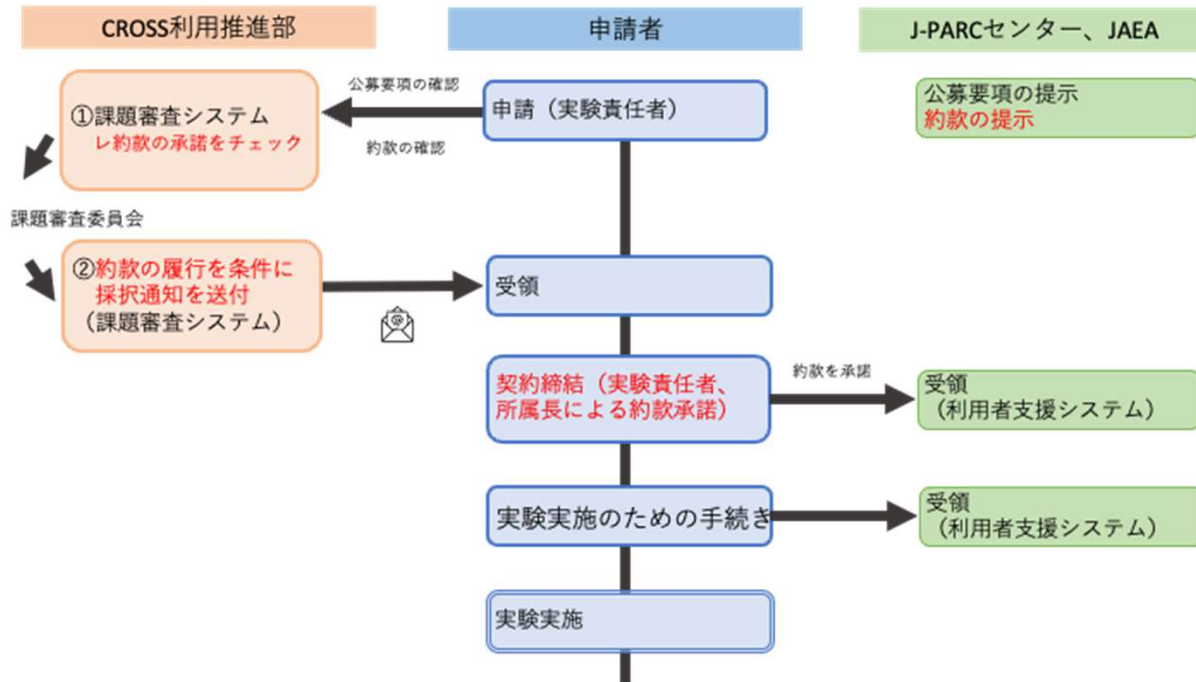 CROSS利用推進部
申請者
J-PARCセンター、JAEA
公募要項の確認
①課題審査システム
レ約款の承諾をチェック
申請（実験責任者）
約款の確認
公募要項の提示
約款の提示
課題審査委員会
②約款の履行を条件に
採択通知を送付
（課題審査システム）
@
受領
契約締結（実験責任者、
所属長による約款承諾）
約款を承諾
受領
（利用者支援システム）
実験実施のための手続き
受領
（利用者支援システム）
実験実施